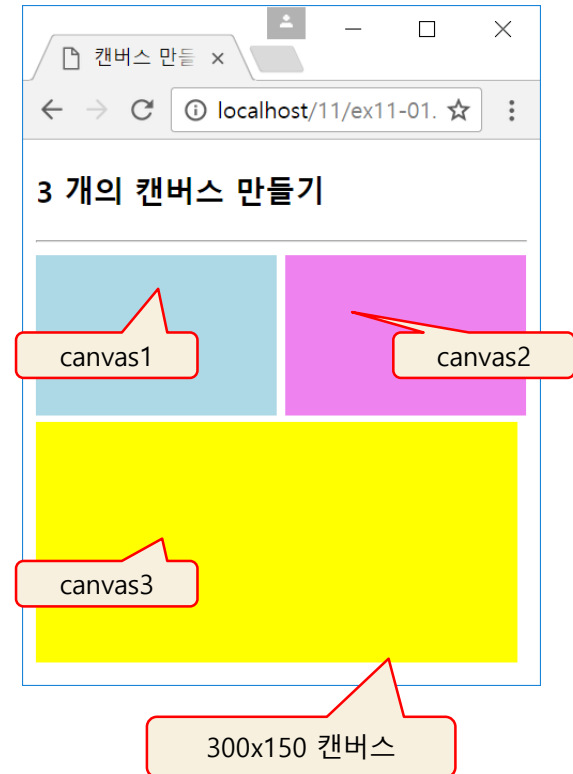 캔버스 만들
localhost/11/ex11-01.
3 개의 캔버스 만들기
canvas1
canvas2
canvas3
300x150 캔버스